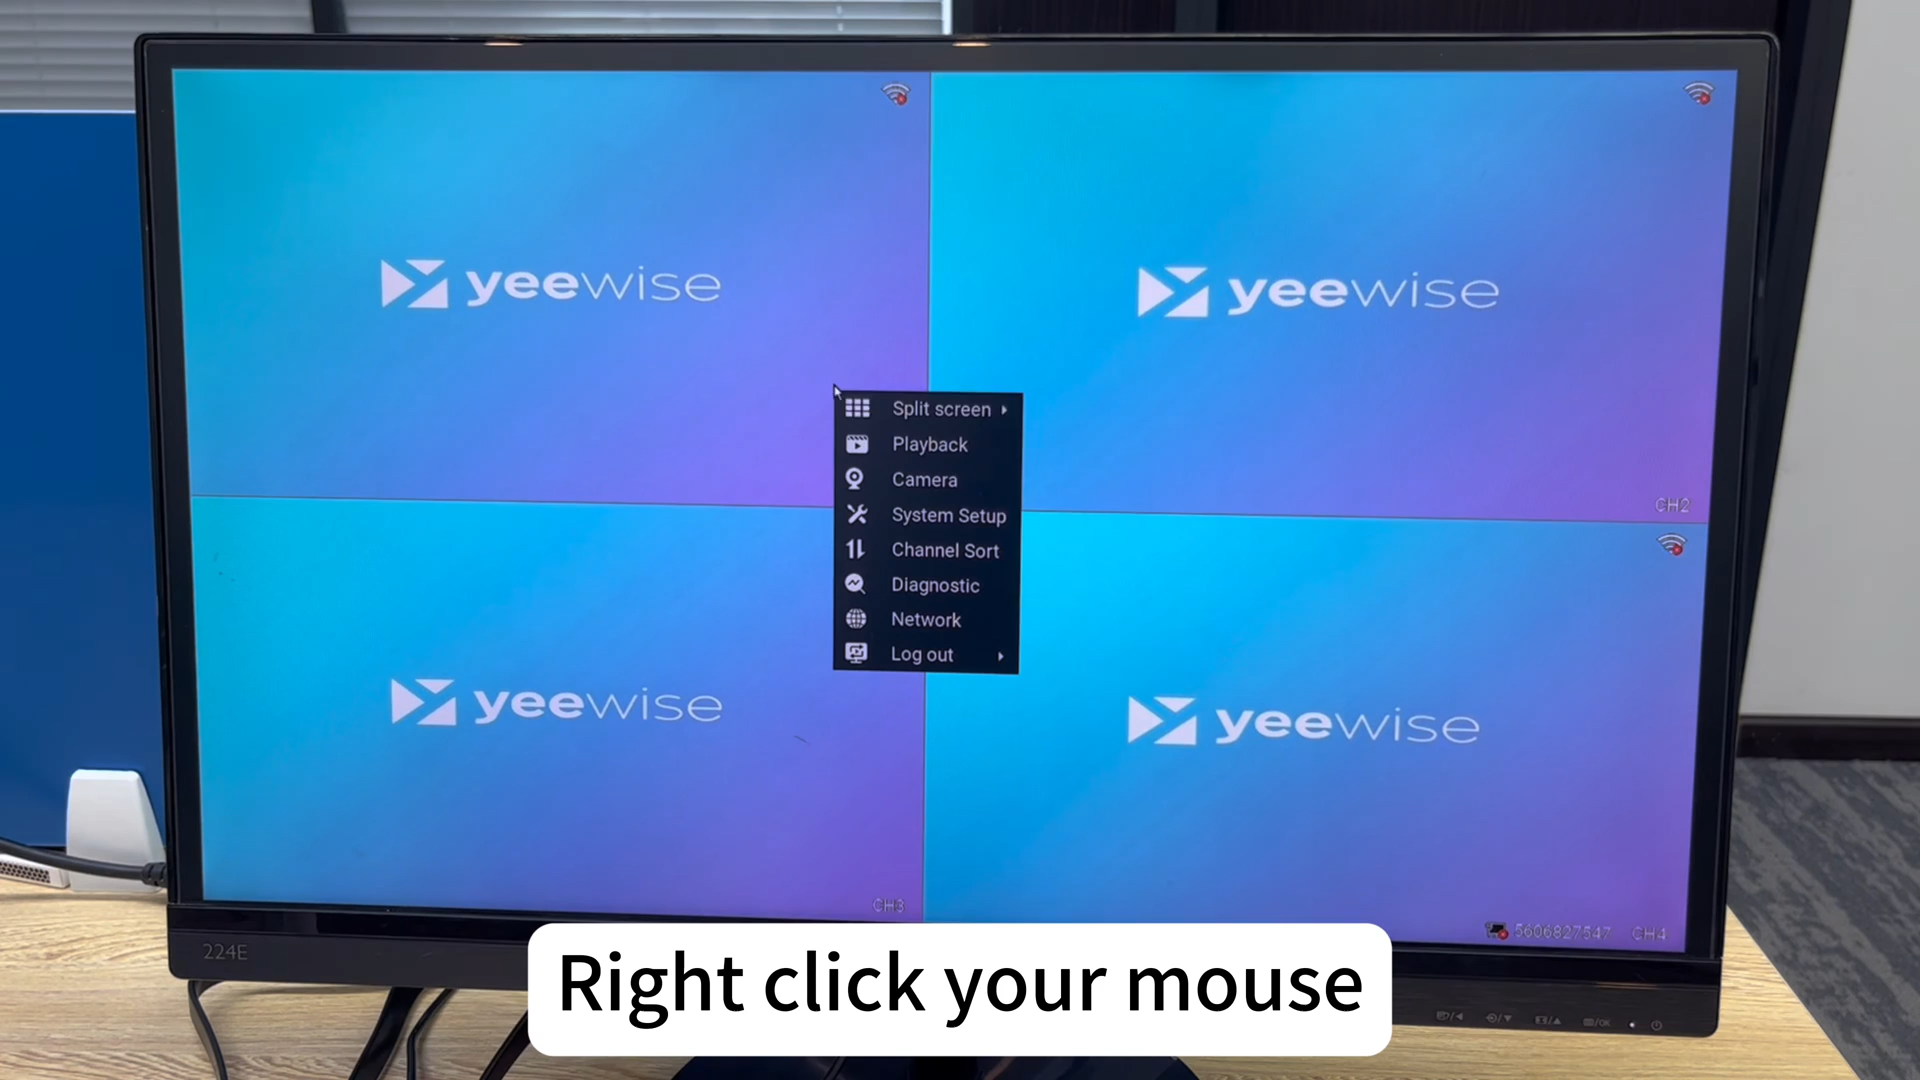 yeewise
yeewise
CH2
Split screen
Playback
Camera
System Setup
Channel Sort
Diagnostic
Network
Log out
yeewise
yeewise
CH3
5606827547 CH4
224E
Right click your mouse